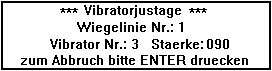 *** Vibratorjustage ***
Wiegelinie Nr.: 1
Vibrator Nr.: 3 Staerke: 090
zum Abbruch bitte ENTER druecken